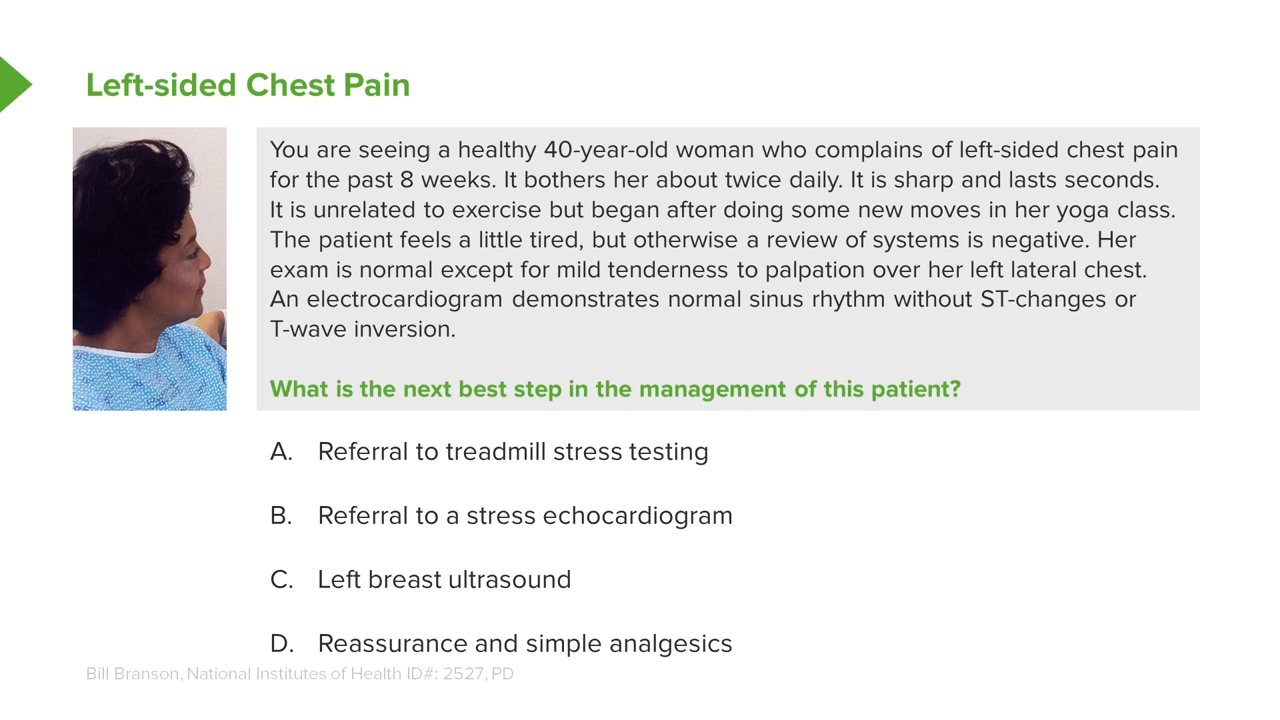 Left-sided Chest Pain
You are seeing a healthy 40-year-old woman who complains of left-sided chest pain
for the past 8 weeks. It bothers her about twice daily. It is sharp and lasts seconds.
It is unrelated to exercise but began after doing some new moves in her yoga class.
The patient feels a little tired, but otherwise a review of systems is negative. Her
exam is normal except for mild tenderness to palpation over her left lateral chest.
An electrocardiogram demonstrates normal sinus rhythm without ST-changes or
T-wave inversion.
What is the next best step in the management of this patient?
A. Referral to treadmill stress testing
B. Referral to a stress echocardiogram
C. Left breast ultrasound
D. Reassurance and simple analgesics
Bill Branson, National Institutes of Health ID#: 2527, PD